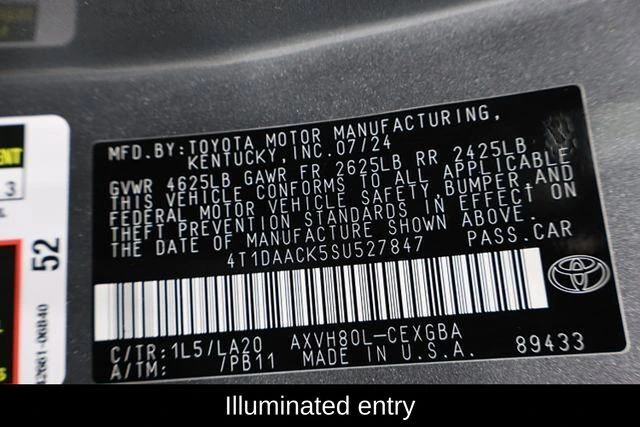 MFD.BY:TOYOTA MOTOR MANUFACTURING,
KENTUCKY, INC. 07/24
GVWR 4625LB GAWR FR 2625LB RR 2425LB
THIS VEHICLE CONFORMS TO ALL APPLICABLE
FEDERAL MOTOR VEHICLE SAFETY, BUMPER AND
THEFT PREVENTION STANDARDS IN EFFECT ON
THE DATE OF MANUFACTURE SHOWN ABOVE.
4T1DAACK5SU527847 PASS.CAR
C/TR:1L5/LA20 AXVH80L-CEXGBA
A/TM: /PB11 MADE IN U.S.A. 89433
3
52
Illuminated entry